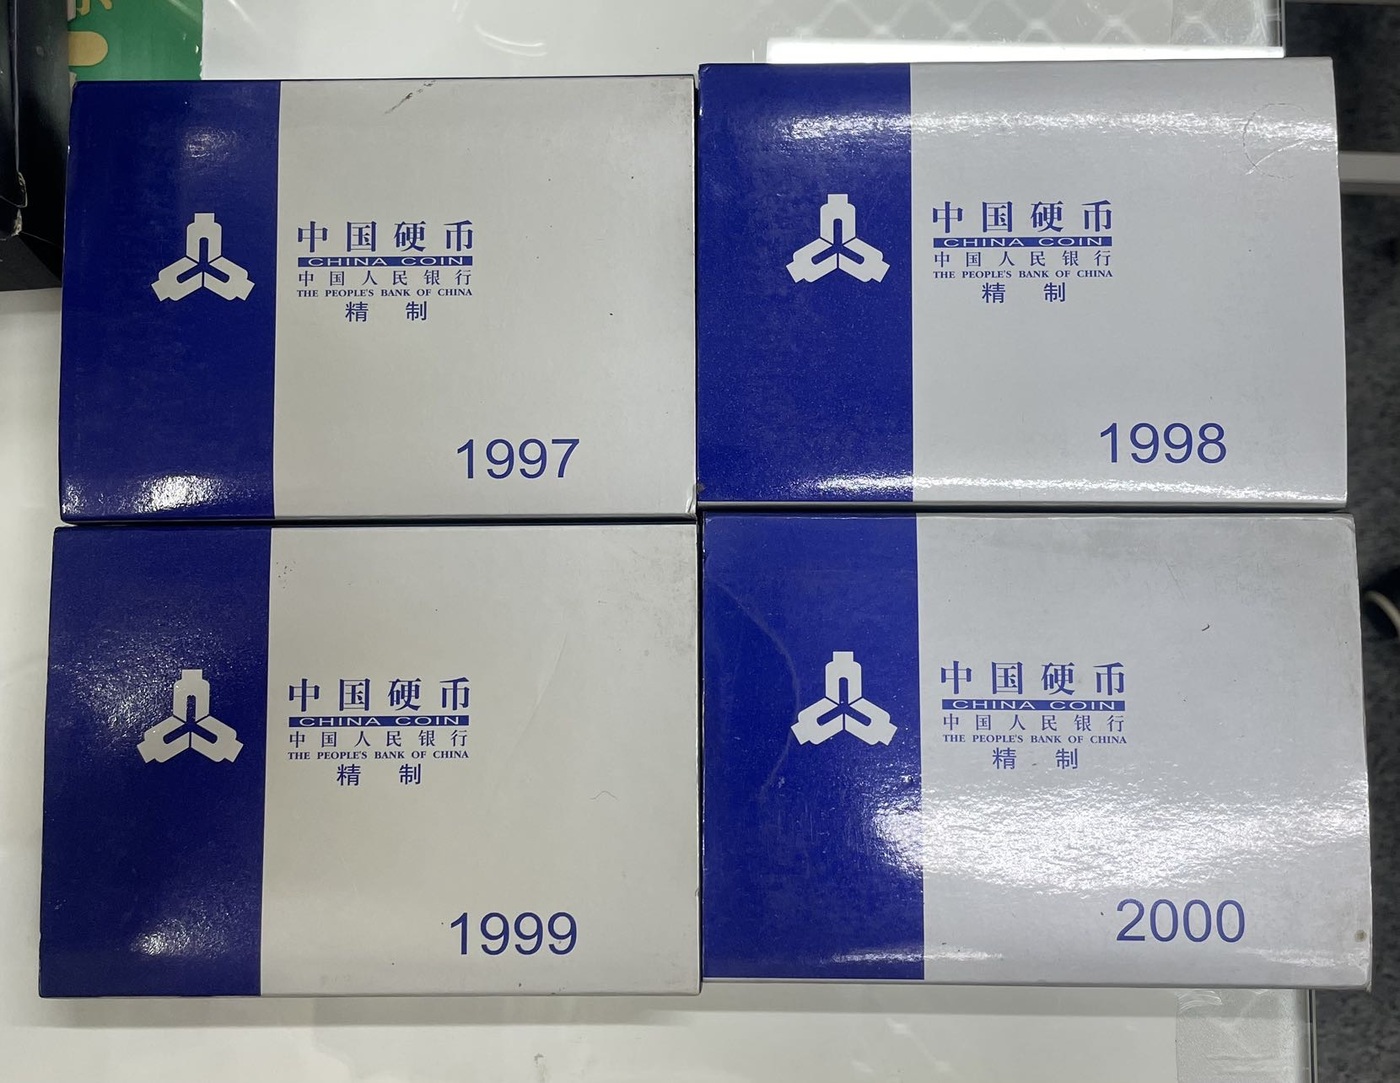 中国硬币
CHINA COIN
中国人民银行
THE PEOPLE'S BANK OF CHINA
精制
1997
中国硬币
CHINA COIN
中国人民银行
THE PEOPLE'S BANK OF CHINA
精制
1998
中国硬币
CHINA COIN
中国人民银行
THE PEOPLE'S BANK OF CHINA
精制
1999
中国硬币
CHINA COIN
中国人民银行
THE PEOPLE'S BANK OF CHINA
精制
2000